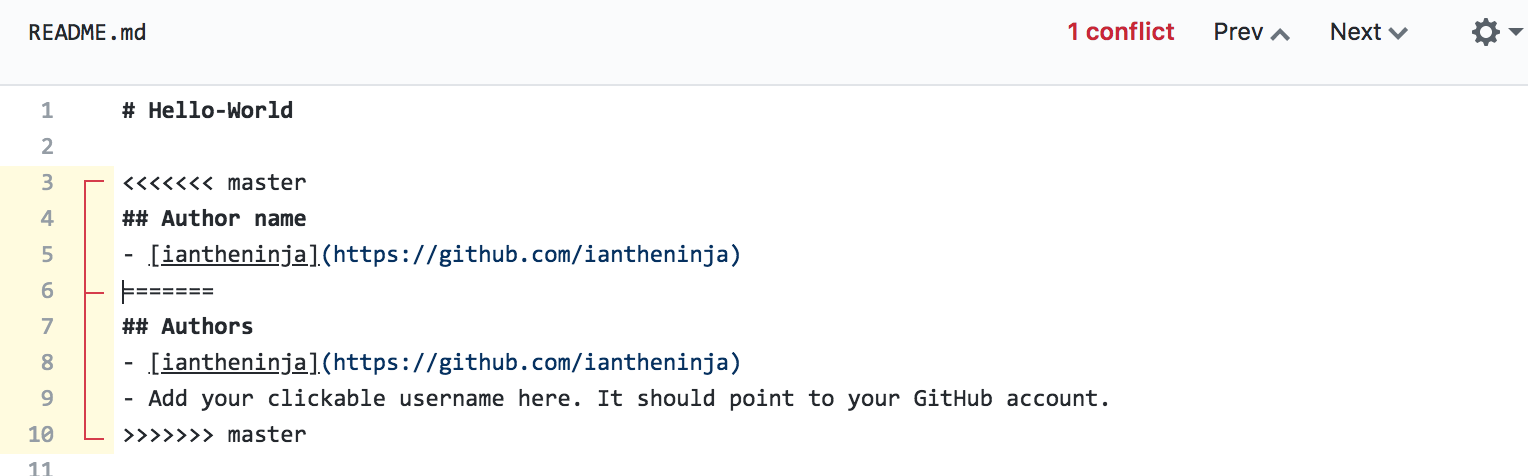 README.md 1 conflict Prev Next
1 # Hello-World
2
3 <<<<<<< master
4 ## Author name
5 - [iantheninja](https://github.com/iantheninja)
6 =======
7 ## Authors
8 - [iantheninja](https://github.com/iantheninja)
9 - Add your clickable username here. It should point to your GitHub account.
10 >>>>>>> master
11